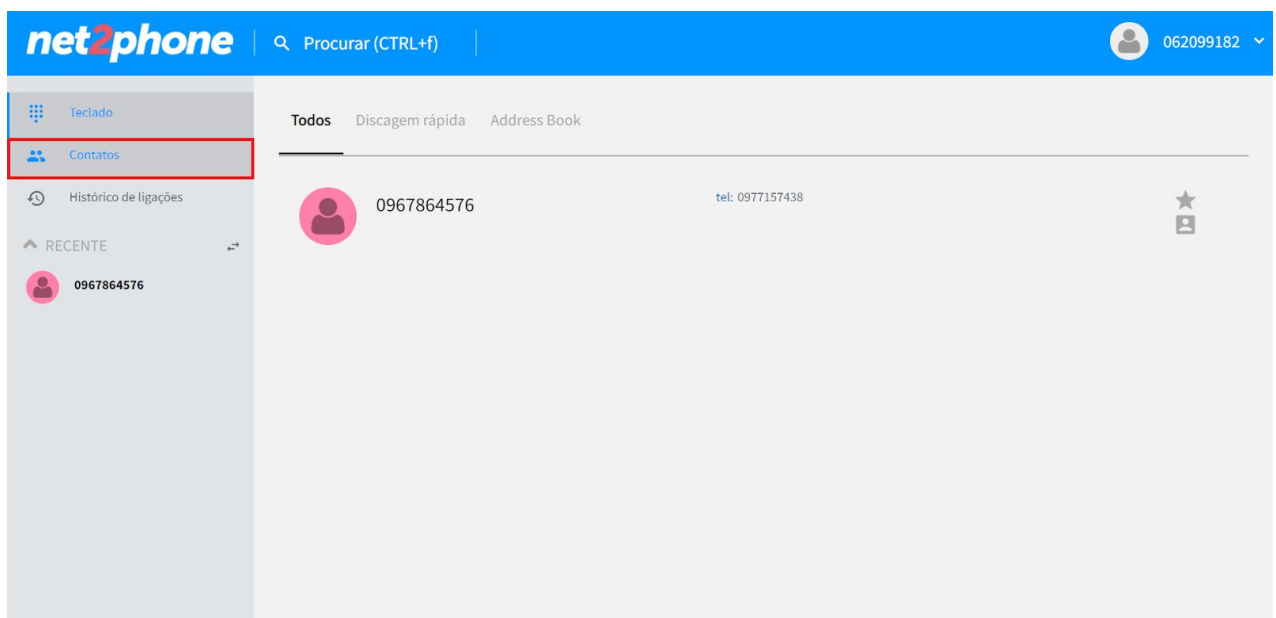 net2phone
Procurar (CTRL+f)
062099182
Teclado
Contatos
Histórico de ligações
RECENTE
0967864576
Todos Discagem rápida Address Book
0967864576
tel: 0977157438